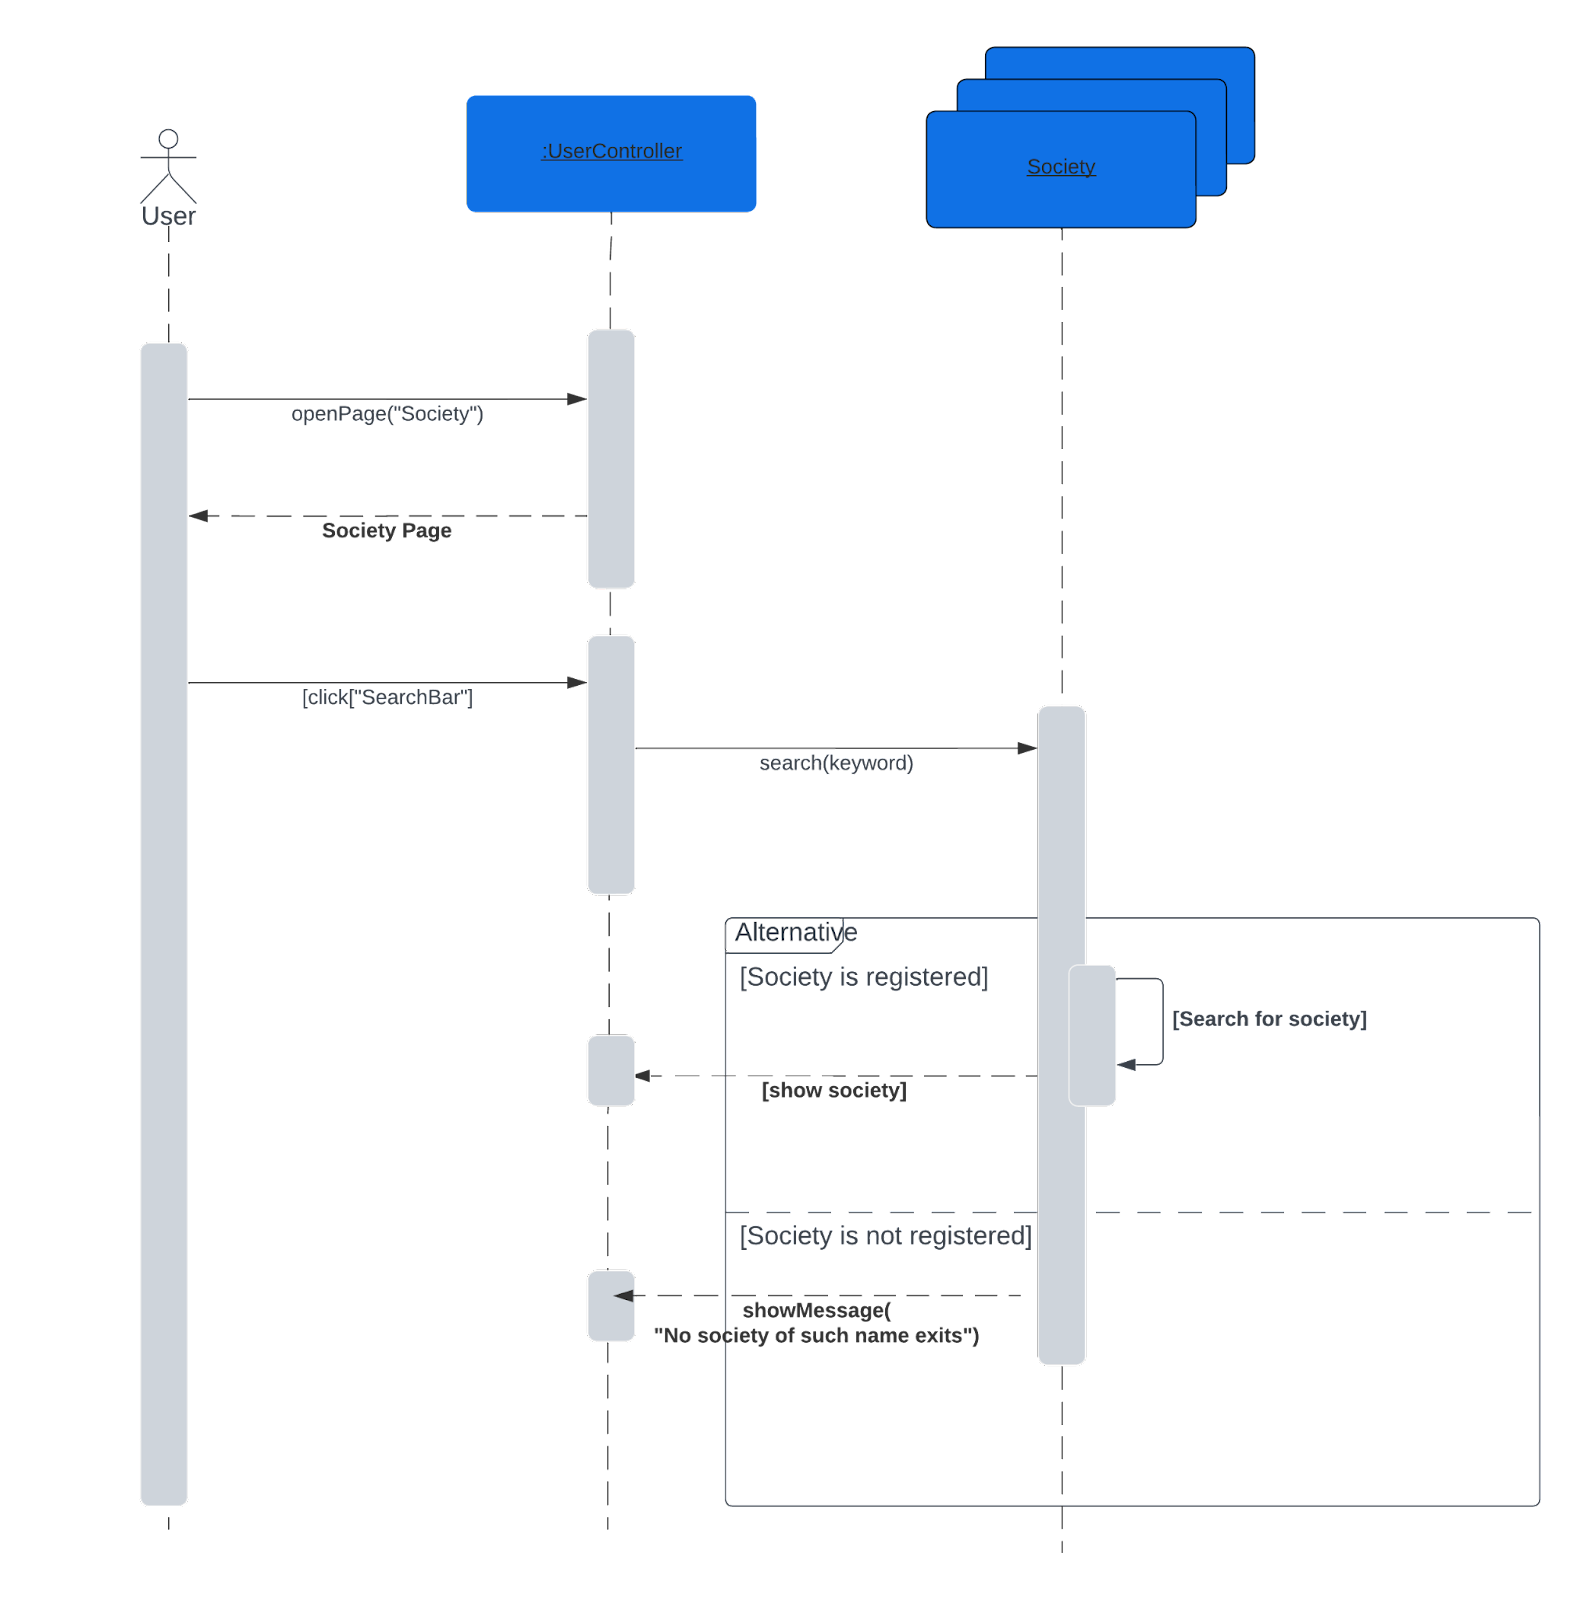 :UserController
Society
User
openPage("Society")
Society Page
[click["SearchBar"]
search(keyword)
Alternative
[Society is registered]
[Search for society]
[show society]
[Society is not registered]
showMessage(
"No society of such name exits")